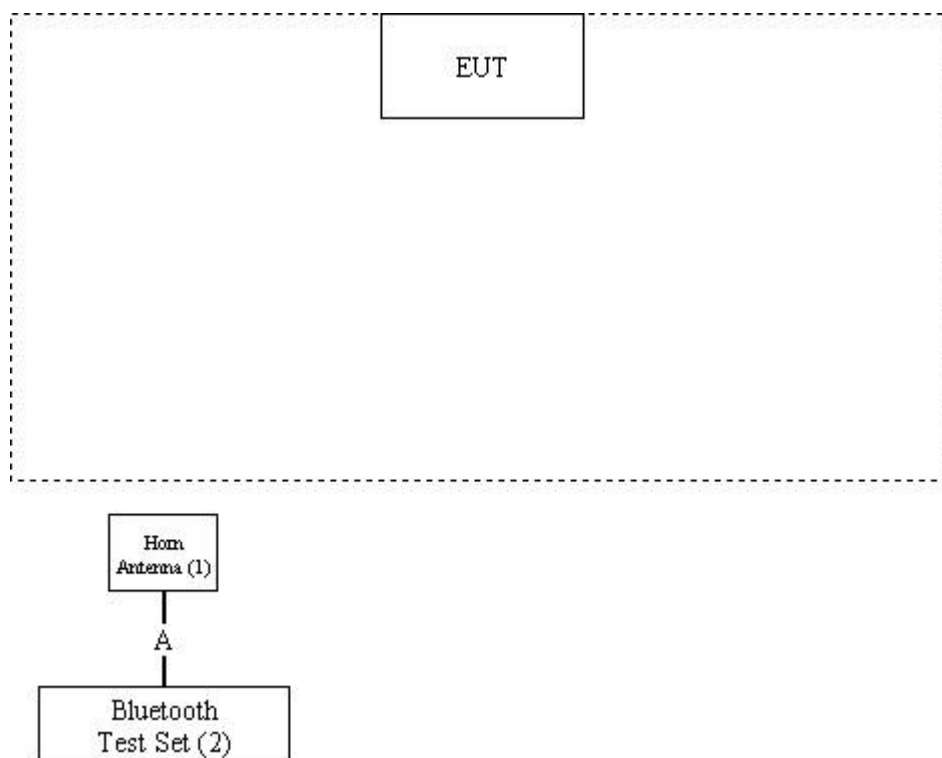 EUT
Horn
Antenna (1)
A
Bluetooth
Test Set (2)